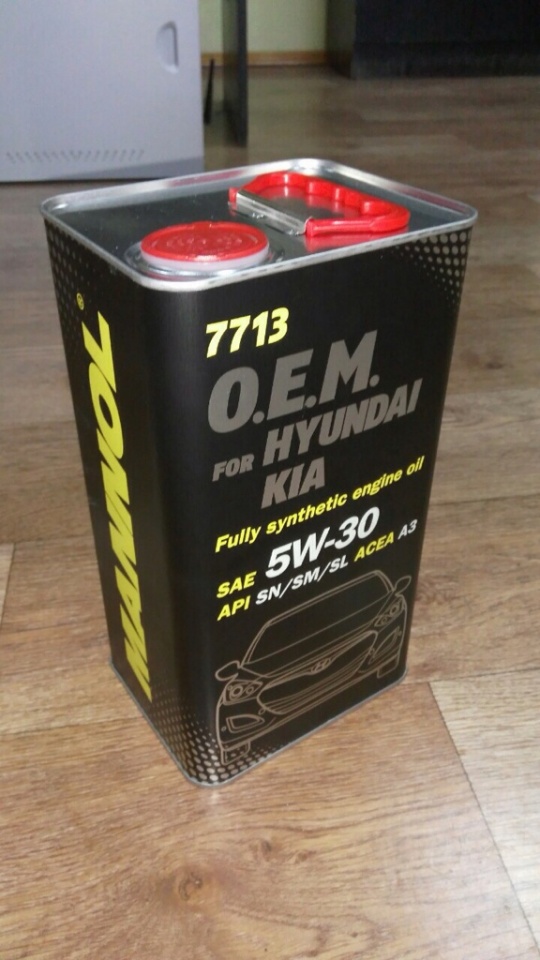 MANNOL®
7713
O.E.M.
FOR HYUNDAI
KIA
Fully synthetic engine oil
SAE 5W-30
API SN/SM/SL ACEA A3